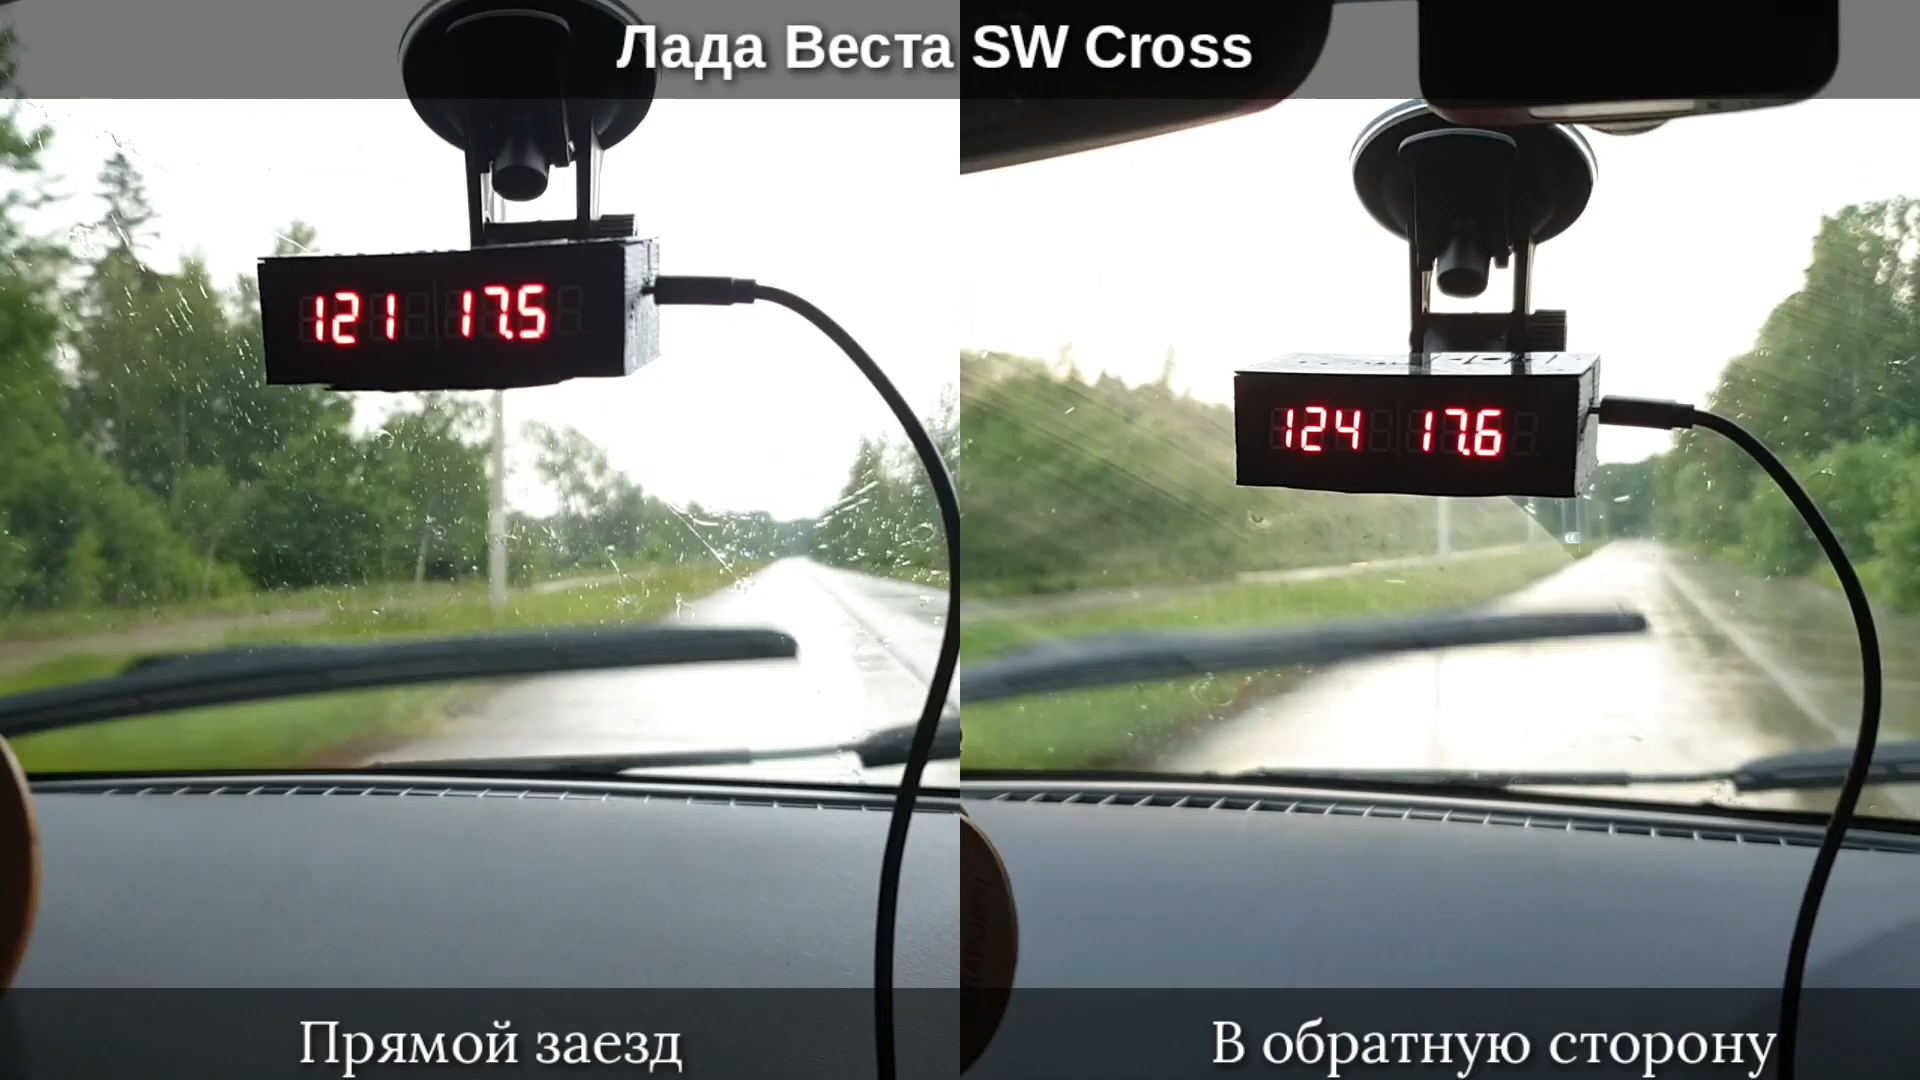 Лада Веста SW Cross
121 17.5
124 17.6
Прямой заезд
В обратную сторону